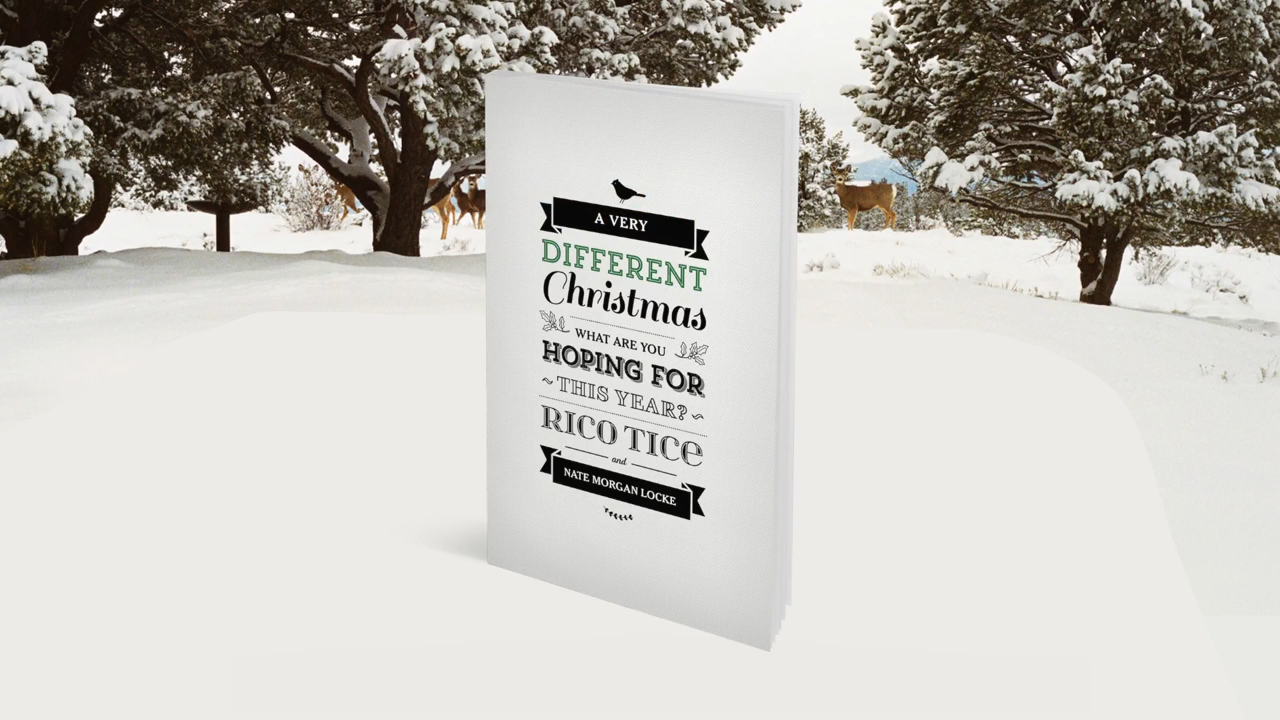 A VERY
DIFFERENT
Christmas
WHAT ARE YOU
HOPING FOR
~ THIS YEAR? ~
RICO TICE
and
NATE MORGAN LOCKE